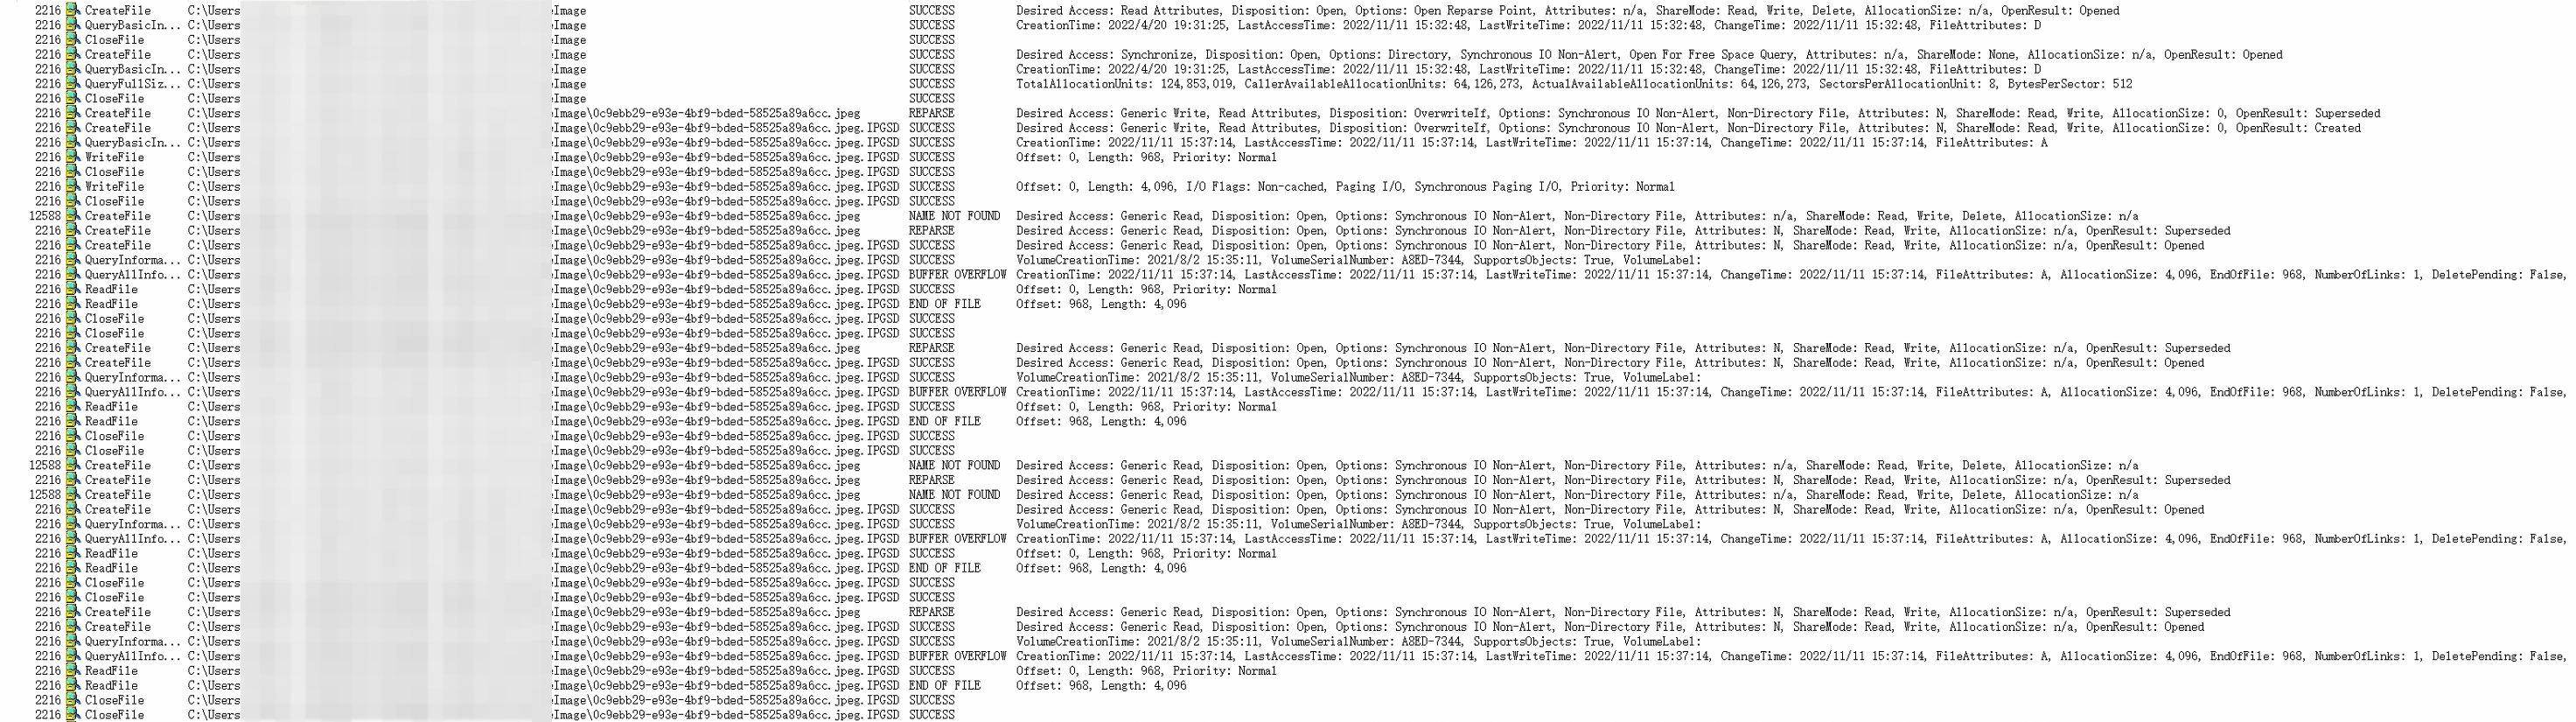 2216 CreateFile C:\Users Image SUCCESS Desired Access: Read Attributes, Disposition: Open, Options: Open Reparse Point, Attributes: n/a, ShareMode: Read, Write, Delete, AllocationSize: n/a, OpenResult: Opened
2216 QueryBasicIn... C:\Users Image SUCCESS CreationTime: 2022/4/20 19:31:25, LastAccessTime: 2022/11/11 15:32:48, LastWriteTime: 2022/11/11 15:32:48, ChangeTime: 2022/11/11 15:32:48, FileAttributes: D
2216 CloseFile C:\Users Image SUCCESS
2216 CreateFile C:\Users Image SUCCESS Desired Access: Synchronize, Disposition: Open, Options: Directory, Synchronous IO Non-Alert, Open For Free Space Query, Attributes: n/a, ShareMode: None, AllocationSize: n/a, OpenResult: Opened
2216 QueryBasicIn... C:\Users Image SUCCESS CreationTime: 2022/4/20 19:31:25, LastAccessTime: 2022/11/11 15:32:48, LastWriteTime: 2022/11/11 15:32:48, ChangeTime: 2022/11/11 15:32:48, FileAttributes: D
2216 QueryFullSiz... C:\Users Image SUCCESS TotalAllocationUnits: 124,853,019, CallerAvailableAllocationUnits: 64,126,273, ActualAvailableAllocationUnits: 64,126,273, SectorsPerAllocationUnit: 8, BytesPerSector: 512
2216 CloseFile C:\Users Image SUCCESS
2216 CreateFile C:\Users Image\0c9ebb29-e93e-4bf9-bded-58525a89a6cc.jpeg REPARSE Desired Access: Generic Write, Read Attributes, Disposition: OverwriteIf, Options: Synchronous IO Non-Alert, Non-Directory File, Attributes: N, ShareMode: Read, Write, AllocationSize: 0, OpenResult: Superseded
2216 CreateFile C:\Users Image\0c9ebb29-e93e-4bf9-bded-58525a89a6cc.jpeg.IPGSD SUCCESS Desired Access: Generic Write, Read Attributes, Disposition: OverwriteIf, Options: Synchronous IO Non-Alert, Non-Directory File, Attributes: N, ShareMode: Read, Write, AllocationSize: 0, OpenResult: Created
2216 QueryBasicIn... C:\Users Image\0c9ebb29-e93e-4bf9-bded-58525a89a6cc.jpeg.IPGSD SUCCESS CreationTime: 2022/11/11 15:37:14, LastAccessTime: 2022/11/11 15:37:14, LastWriteTime: 2022/11/11 15:37:14, ChangeTime: 2022/11/11 15:37:14, FileAttributes: A
2216 WriteFile C:\Users Image\0c9ebb29-e93e-4bf9-bded-58525a89a6cc.jpeg.IPGSD SUCCESS Offset: 0, Length: 968, Priority: Normal
2216 CloseFile C:\Users Image\0c9ebb29-e93e-4bf9-bded-58525a89a6cc.jpeg.IPGSD SUCCESS
2216 WriteFile C:\Users Image\0c9ebb29-e93e-4bf9-bded-58525a89a6cc.jpeg.IPGSD SUCCESS Offset: 0, Length: 4,096, I/O Flags: Non-cached, Paging I/O, Synchronous Paging I/O, Priority: Normal
2216 CloseFile C:\Users Image\0c9ebb29-e93e-4bf9-bded-58525a89a6cc.jpeg.IPGSD SUCCESS
12588 CreateFile C:\Users Image\0c9ebb29-e93e-4bf9-bded-58525a89a6cc.jpeg NAME NOT FOUND Desired Access: Generic Read, Disposition: Open, Options: Synchronous IO Non-Alert, Non-Directory File, Attributes: n/a, ShareMode: Read, Write, Delete, AllocationSize: n/a
2216 CreateFile C:\Users Image\0c9ebb29-e93e-4bf9-bded-58525a89a6cc.jpeg REPARSE Desired Access: Generic Read, Disposition: Open, Options: Synchronous IO Non-Alert, Non-Directory File, Attributes: N, ShareMode: Read, Write, AllocationSize: n/a, OpenResult: Superseded
2216 CreateFile C:\Users Image\0c9ebb29-e93e-4bf9-bded-58525a89a6cc.jpeg.IPGSD SUCCESS Desired Access: Generic Read, Disposition: Open, Options: Synchronous IO Non-Alert, Non-Directory File, Attributes: N, ShareMode: Read, Write, AllocationSize: n/a, OpenResult: Opened
2216 QueryInforma... C:\Users Image\0c9ebb29-e93e-4bf9-bded-58525a89a6cc.jpeg.IPGSD SUCCESS VolumeCreationTime: 2021/8/2 15:35:11, VolumeSerialNumber: A8ED-7344, SupportsObjects: True, VolumeLabel:
2216 QueryAllInfo... C:\Users Image\0c9ebb29-e93e-4bf9-bded-58525a89a6cc.jpeg.IPGSD BUFFER OVERFLOW CreationTime: 2022/11/11 15:37:14, LastAccessTime: 2022/11/11 15:37:14, LastWriteTime: 2022/11/11 15:37:14, ChangeTime: 2022/11/11 15:37:14, FileAttributes: A, AllocationSize: 4,096, EndOfFile: 968, NumberOfLinks: 1, DeletePending: False,
2216 ReadFile C:\Users Image\0c9ebb29-e93e-4bf9-bded-58525a89a6cc.jpeg.IPGSD SUCCESS Offset: 0, Length: 968, Priority: Normal
2216 ReadFile C:\Users Image\0c9ebb29-e93e-4bf9-bded-58525a89a6cc.jpeg.IPGSD END OF FILE Offset: 968, Length: 4,096
2216 CloseFile C:\Users Image\0c9ebb29-e93e-4bf9-bded-58525a89a6cc.jpeg.IPGSD SUCCESS
2216 CloseFile C:\Users Image\0c9ebb29-e93e-4bf9-bded-58525a89a6cc.jpeg.IPGSD SUCCESS
2216 CreateFile C:\Users Image\0c9ebb29-e93e-4bf9-bded-58525a89a6cc.jpeg REPARSE Desired Access: Generic Read, Disposition: Open, Options: Synchronous IO Non-Alert, Non-Directory File, Attributes: N, ShareMode: Read, Write, AllocationSize: n/a, OpenResult: Superseded
2216 CreateFile C:\Users Image\0c9ebb29-e93e-4bf9-bded-58525a89a6cc.jpeg.IPGSD SUCCESS Desired Access: Generic Read, Disposition: Open, Options: Synchronous IO Non-Alert, Non-Directory File, Attributes: N, ShareMode: Read, Write, AllocationSize: n/a, OpenResult: Opened
2216 QueryInforma... C:\Users Image\0c9ebb29-e93e-4bf9-bded-58525a89a6cc.jpeg.IPGSD SUCCESS VolumeCreationTime: 2021/8/2 15:35:11, VolumeSerialNumber: A8ED-7344, SupportsObjects: True, VolumeLabel:
2216 QueryAllInfo... C:\Users Image\0c9ebb29-e93e-4bf9-bded-58525a89a6cc.jpeg.IPGSD BUFFER OVERFLOW CreationTime: 2022/11/11 15:37:14, LastAccessTime: 2022/11/11 15:37:14, LastWriteTime: 2022/11/11 15:37:14, ChangeTime: 2022/11/11 15:37:14, FileAttributes: A, AllocationSize: 4,096, EndOfFile: 968, NumberOfLinks: 1, DeletePending: False,
2216 ReadFile C:\Users Image\0c9ebb29-e93e-4bf9-bded-58525a89a6cc.jpeg.IPGSD SUCCESS Offset: 0, Length: 968, Priority: Normal
2216 ReadFile C:\Users Image\0c9ebb29-e93e-4bf9-bded-58525a89a6cc.jpeg.IPGSD END OF FILE Offset: 968, Length: 4,096
2216 CloseFile C:\Users Image\0c9ebb29-e93e-4bf9-bded-58525a89a6cc.jpeg.IPGSD SUCCESS
2216 CloseFile C:\Users Image\0c9ebb29-e93e-4bf9-bded-58525a89a6cc.jpeg.IPGSD SUCCESS
12588 CreateFile C:\Users Image\0c9ebb29-e93e-4bf9-bded-58525a89a6cc.jpeg NAME NOT FOUND Desired Access: Generic Read, Disposition: Open, Options: Synchronous IO Non-Alert, Non-Directory File, Attributes: n/a, ShareMode: Read, Write, Delete, AllocationSize: n/a
2216 CreateFile C:\Users Image\0c9ebb29-e93e-4bf9-bded-58525a89a6cc.jpeg REPARSE Desired Access: Generic Read, Disposition: Open, Options: Synchronous IO Non-Alert, Non-Directory File, Attributes: N, ShareMode: Read, Write, AllocationSize: n/a, OpenResult: Superseded
12588 CreateFile C:\Users Image\0c9ebb29-e93e-4bf9-bded-58525a89a6cc.jpeg NAME NOT FOUND Desired Access: Generic Read, Disposition: Open, Options: Synchronous IO Non-Alert, Non-Directory File, Attributes: n/a, ShareMode: Read, Write, Delete, AllocationSize: n/a
2216 CreateFile C:\Users Image\0c9ebb29-e93e-4bf9-bded-58525a89a6cc.jpeg.IPGSD SUCCESS Desired Access: Generic Read, Disposition: Open, Options: Synchronous IO Non-Alert, Non-Directory File, Attributes: N, ShareMode: Read, Write, AllocationSize: n/a, OpenResult: Opened
2216 QueryInforma... C:\Users Image\0c9ebb29-e93e-4bf9-bded-58525a89a6cc.jpeg.IPGSD SUCCESS VolumeCreationTime: 2021/8/2 15:35:11, VolumeSerialNumber: A8ED-7344, SupportsObjects: True, VolumeLabel:
2216 QueryAllInfo... C:\Users Image\0c9ebb29-e93e-4bf9-bded-58525a89a6cc.jpeg.IPGSD BUFFER OVERFLOW CreationTime: 2022/11/11 15:37:14, LastAccessTime: 2022/11/11 15:37:14, LastWriteTime: 2022/11/11 15:37:14, ChangeTime: 2022/11/11 15:37:14, FileAttributes: A, AllocationSize: 4,096, EndOfFile: 968, NumberOfLinks: 1, DeletePending: False,
2216 ReadFile C:\Users Image\0c9ebb29-e93e-4bf9-bded-58525a89a6cc.jpeg.IPGSD SUCCESS Offset: 0, Length: 968, Priority: Normal
2216 ReadFile C:\Users Image\0c9ebb29-e93e-4bf9-bded-58525a89a6cc.jpeg.IPGSD END OF FILE Offset: 968, Length: 4,096
2216 CloseFile C:\Users Image\0c9ebb29-e93e-4bf9-bded-58525a89a6cc.jpeg.IPGSD SUCCESS
2216 CloseFile C:\Users Image\0c9ebb29-e93e-4bf9-bded-58525a89a6cc.jpeg.IPGSD SUCCESS
2216 CreateFile C:\Users Image\0c9ebb29-e93e-4bf9-bded-58525a89a6cc.jpeg REPARSE Desired Access: Generic Read, Disposition: Open, Options: Synchronous IO Non-Alert, Non-Directory File, Attributes: N, ShareMode: Read, Write, AllocationSize: n/a, OpenResult: Superseded
2216 CreateFile C:\Users Image\0c9ebb29-e93e-4bf9-bded-58525a89a6cc.jpeg.IPGSD SUCCESS Desired Access: Generic Read, Disposition: Open, Options: Synchronous IO Non-Alert, Non-Directory File, Attributes: N, ShareMode: Read, Write, AllocationSize: n/a, OpenResult: Opened
2216 QueryInforma... C:\Users Image\0c9ebb29-e93e-4bf9-bded-58525a89a6cc.jpeg.IPGSD SUCCESS VolumeCreationTime: 2021/8/2 15:35:11, VolumeSerialNumber: A8ED-7344, SupportsObjects: True, VolumeLabel:
2216 QueryAllInfo... C:\Users Image\0c9ebb29-e93e-4bf9-bded-58525a89a6cc.jpeg.IPGSD BUFFER OVERFLOW CreationTime: 2022/11/11 15:37:14, LastAccessTime: 2022/11/11 15:37:14, LastWriteTime: 2022/11/11 15:37:14, ChangeTime: 2022/11/11 15:37:14, FileAttributes: A, AllocationSize: 4,096, EndOfFile: 968, NumberOfLinks: 1, DeletePending: False,
2216 ReadFile C:\Users Image\0c9ebb29-e93e-4bf9-bded-58525a89a6cc.jpeg.IPGSD SUCCESS Offset: 0, Length: 968, Priority: Normal
2216 ReadFile C:\Users Image\0c9ebb29-e93e-4bf9-bded-58525a89a6cc.jpeg.IPGSD END OF FILE Offset: 968, Length: 4,096
2216 CloseFile C:\Users Image\0c9ebb29-e93e-4bf9-bded-58525a89a6cc.jpeg.IPGSD SUCCESS
2216 CloseFile C:\Users Image\0c9ebb29-e93e-4bf9-bded-58525a89a6cc.jpeg.IPGSD SUCCESS